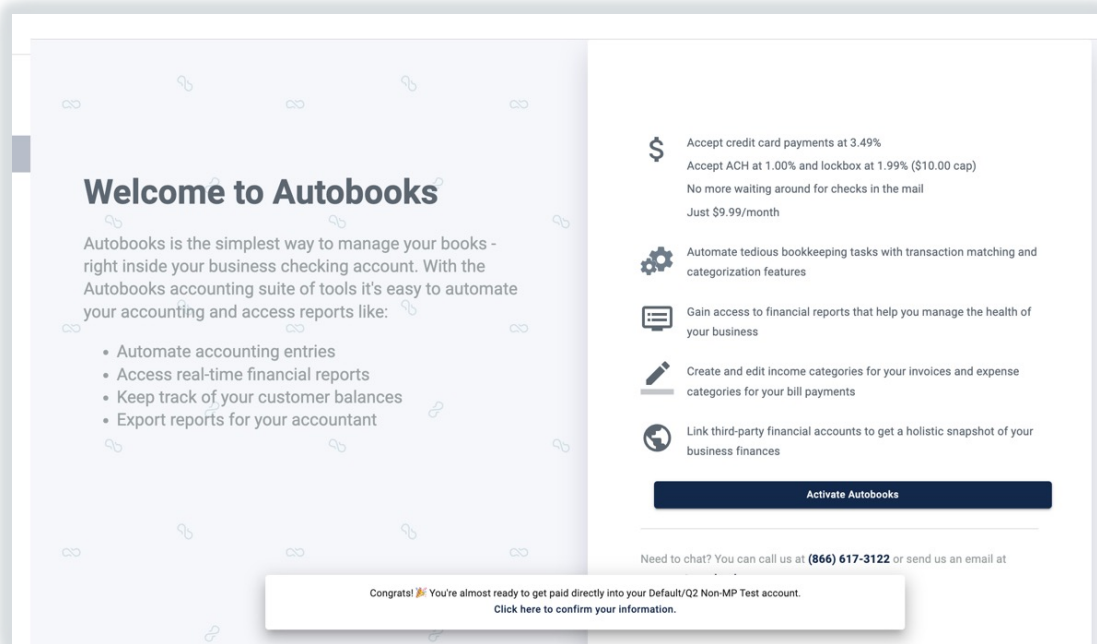 Welcome to Autobooks
Autobooks is the simplest way to manage your books -
right inside your business checking account. With the
Autobooks accounting suite of tools it's easy to automate
your accounting and access reports like:
• Automate accounting entries
• Access real-time financial reports
• Keep track of your customer balances
• Export reports for your accountant
$
Accept credit card payments at 3.49%
Accept ACH at 1.00% and lockbox at 1.99% ($10.00 cap)
No more waiting around for checks in the mail
Just $9.99/month
Automate tedious bookkeeping tasks with transaction matching and
categorization features
Gain access to financial reports that help you manage the health of
your business
Create and edit income categories for your invoices and expense
categories for your bill payments
Link third-party financial accounts to get a holistic snapshot of your
business finances
Activate Autobooks
Need to chat? You can call us at (866) 617-3122 or send us an email at
Congrats!🎉 You're almost ready to get paid directly into your Default/Q2 Non-MP Test account.
Click here to confirm your information.